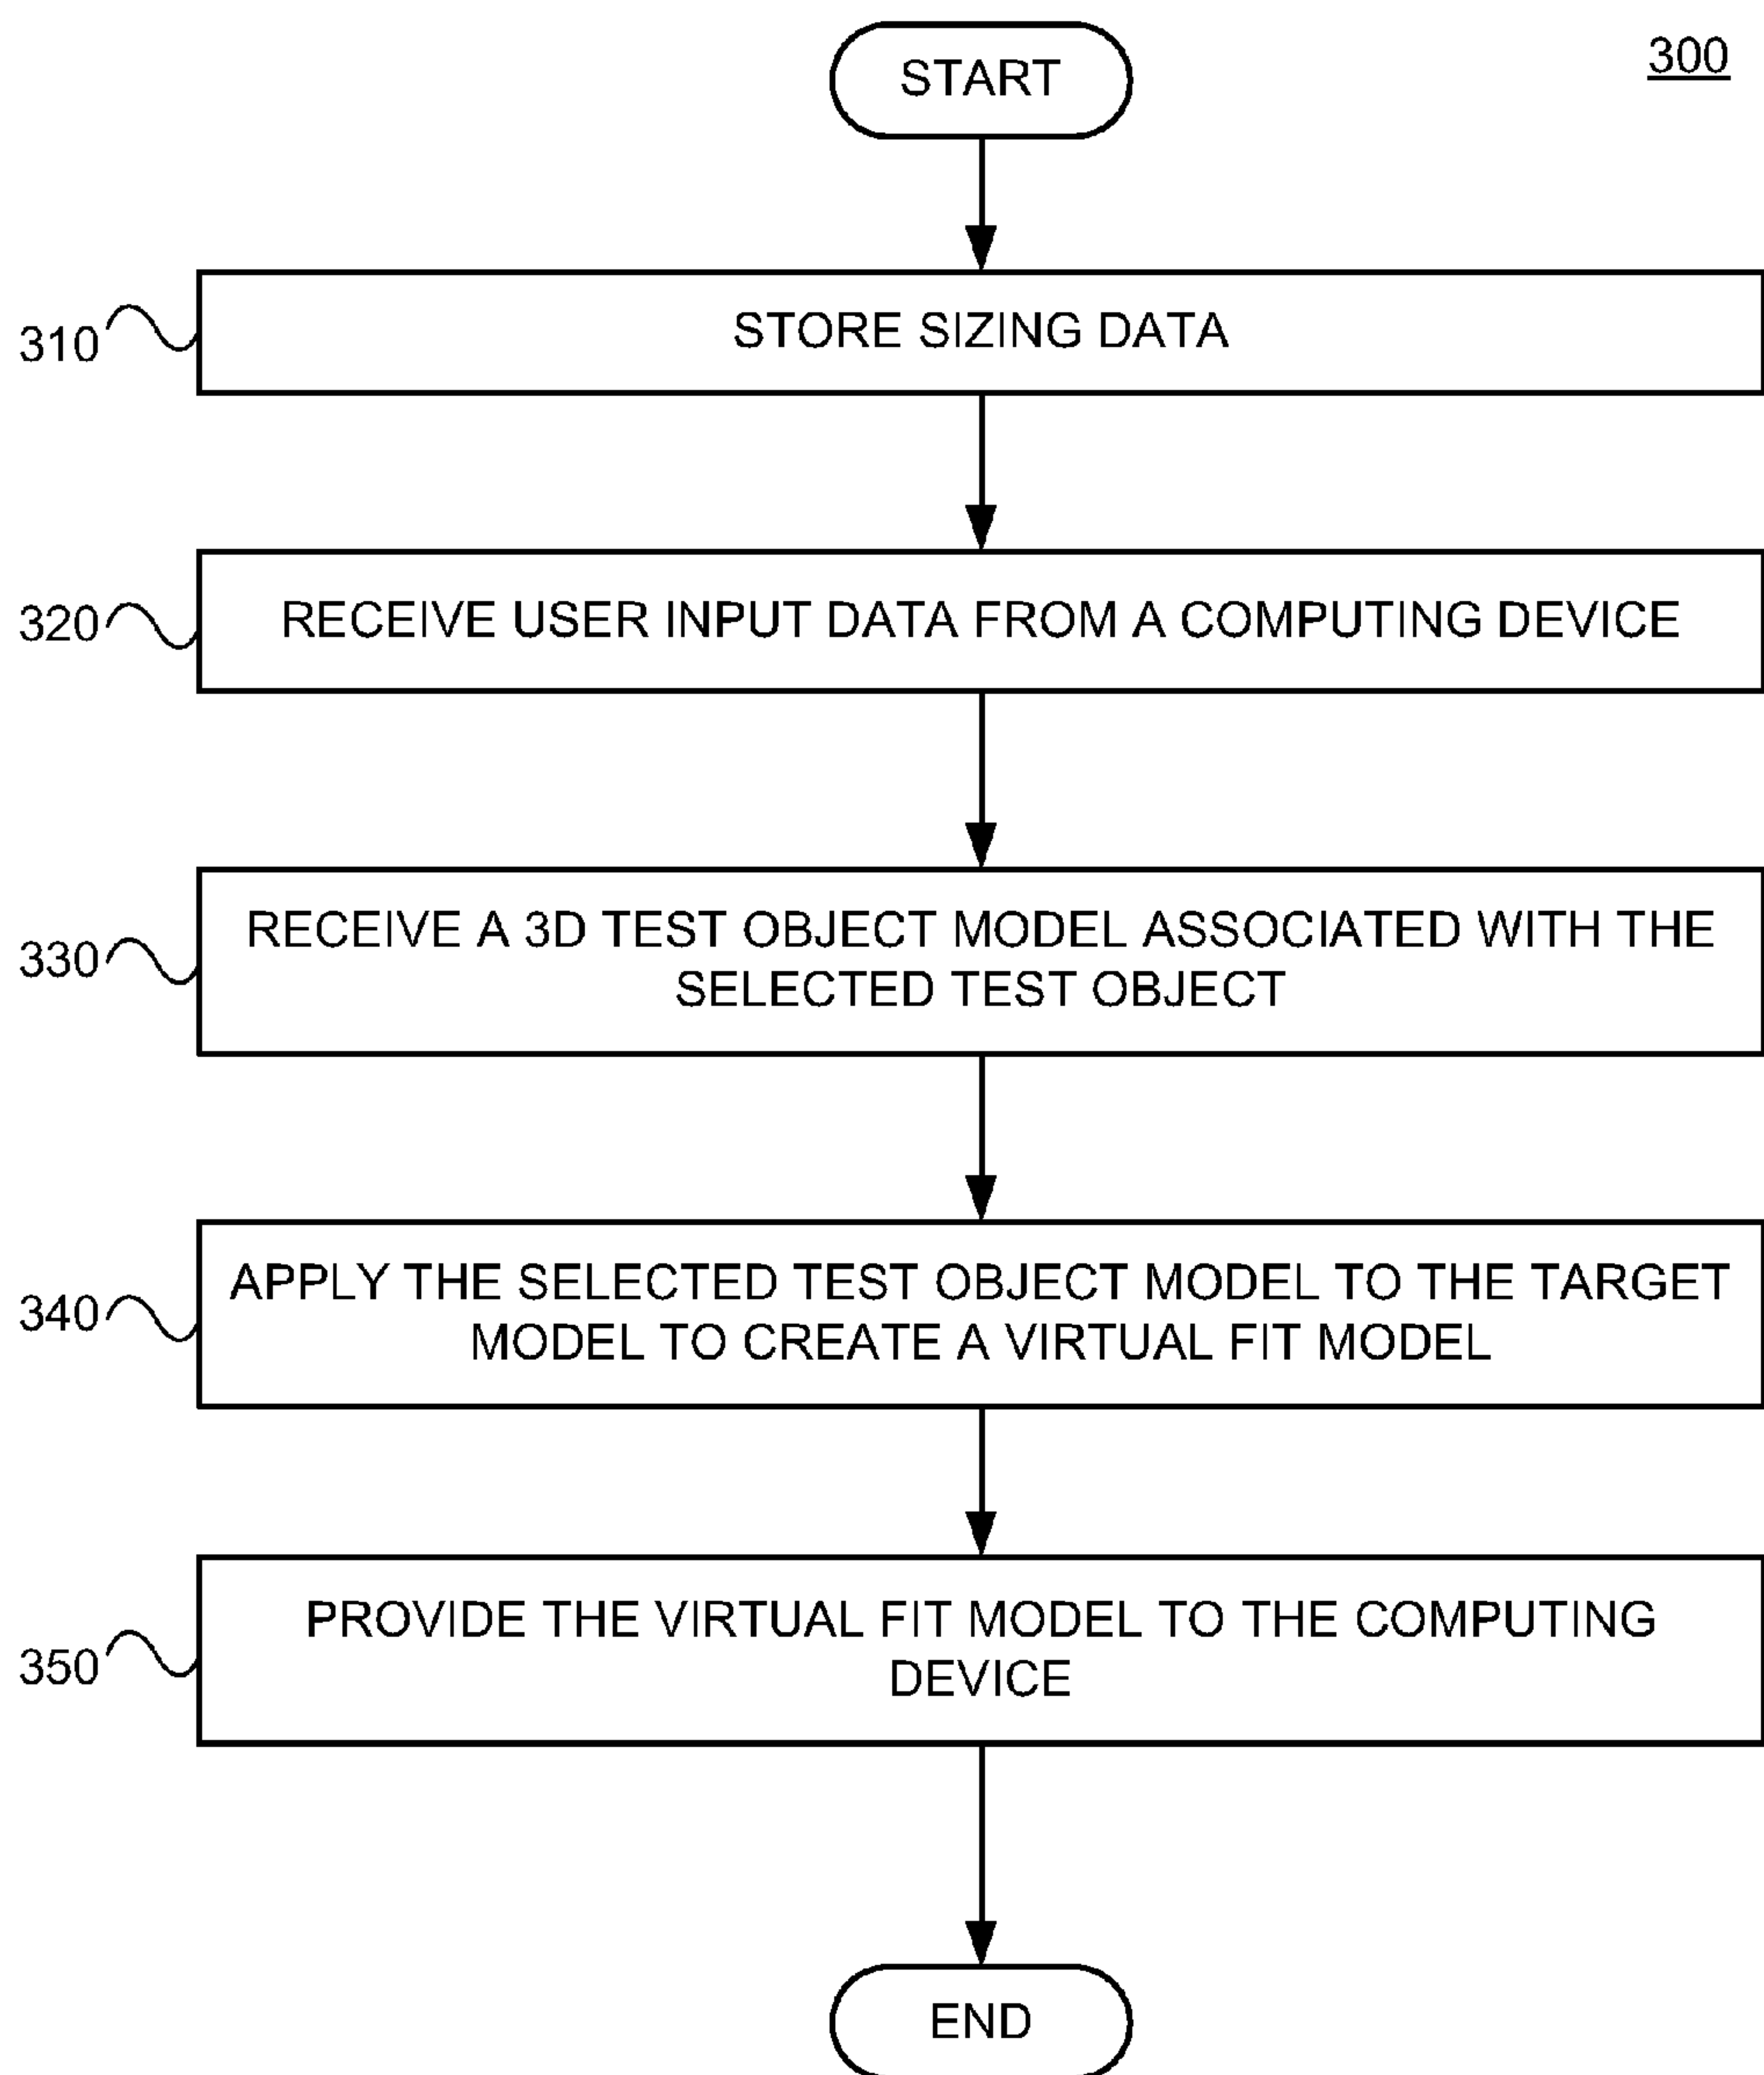 START
300
310
STORE SIZING DATA
320
RECEIVE USER INPUT DATA FROM A COMPUTING DEVICE
330
RECEIVE A 3D TEST OBJECT MODEL ASSOCIATED WITH THE
SELECTED TEST OBJECT
340
APPLY THE SELECTED TEST OBJECT MODEL TO THE TARGET
MODEL TO CREATE A VIRTUAL FIT MODEL
350
PROVIDE THE VIRTUAL FIT MODEL TO THE COMPUTING
DEVICE
END